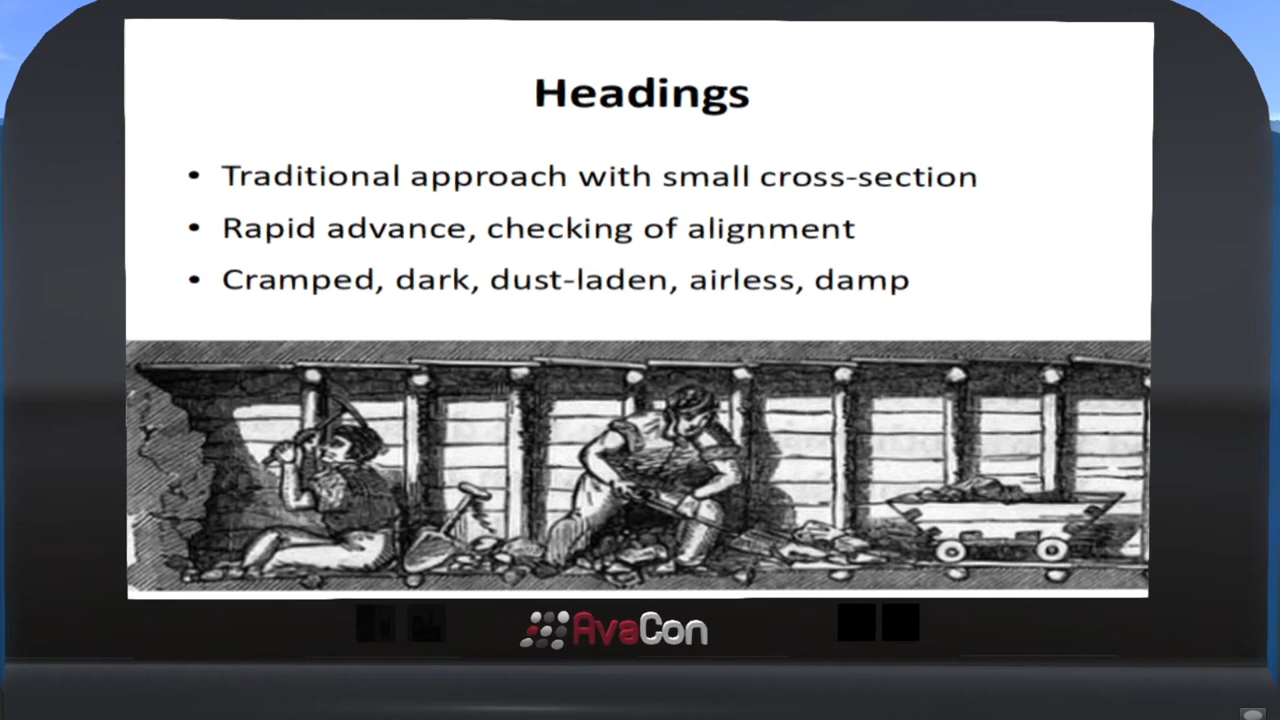 Headings
• Traditional approach with small cross-section
• Rapid advance, checking of alignment
• Cramped, dark, dust-laden, airless, damp
AvaCon